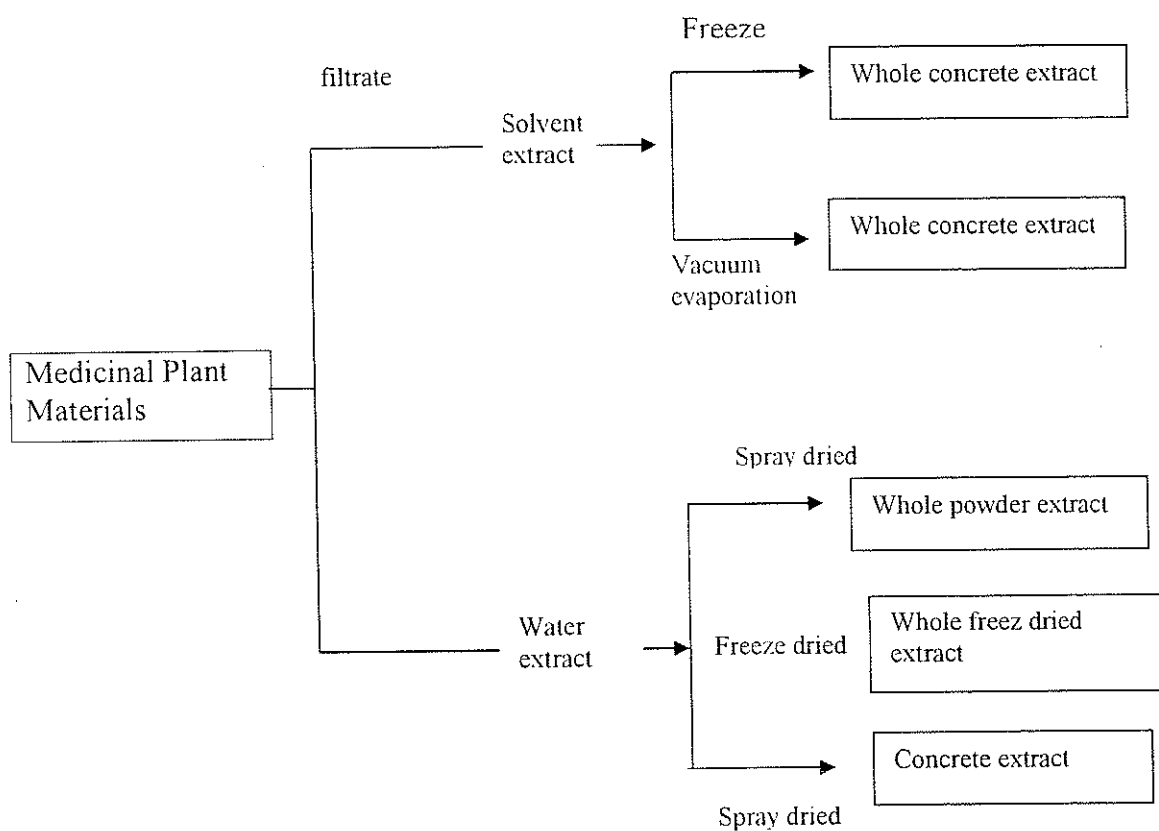 Freeze
Whole concrete extract
filtrate
Solvent
extract
Whole concrete extract
Vacuum
evaporation
Medicinal Plant
Materials
Spray dried
Whole powder extract
Water
extract
Freeze dried
Whole freez dried
extract
Concrete extract
Spray dried